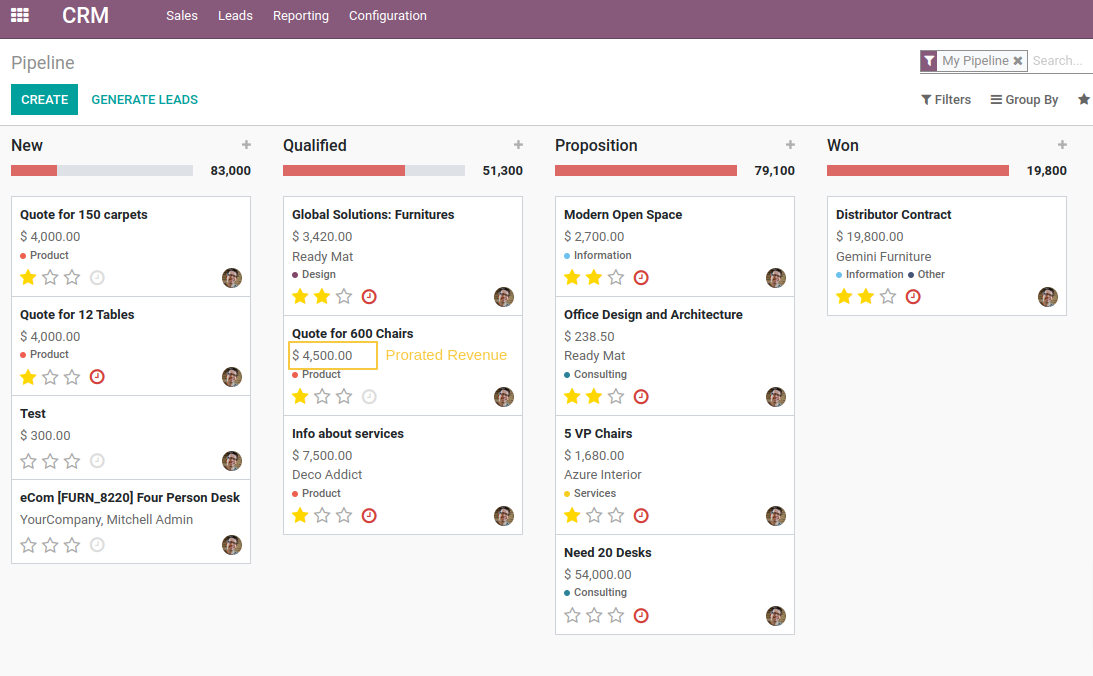 CRM Sales Leads Reporting Configuration
Pipeline
My Pipeline Search...
CREATE GENERATE LEADS
Filters Group By
New
83,000
Quote for 150 carpets
$ 4,000.00
Product
Quote for 12 Tables
$ 4,000.00
Product
Test
$ 300.00
eCom [FURN_8220] Four Person Desk
YourCompany, Mitchell Admin
Qualified
51,300
Global Solutions: Furnitures
$ 3,420.00
Ready Mat
Design
Quote for 600 Chairs
$ 4,500.00 Prorated Revenue
Product
Info about services
$ 7,500.00
Deco Addict
Product
Proposition
79,100
Modern Open Space
$ 2,700.00
Information
Office Design and Architecture
$ 238.50
Ready Mat
Consulting
5 VP Chairs
$ 1,680.00
Azure Interior
Services
Need 20 Desks
$ 54,000.00
Consulting
Won
19,800
Distributor Contract
$ 19,800.00
Gemini Furniture
Information Other